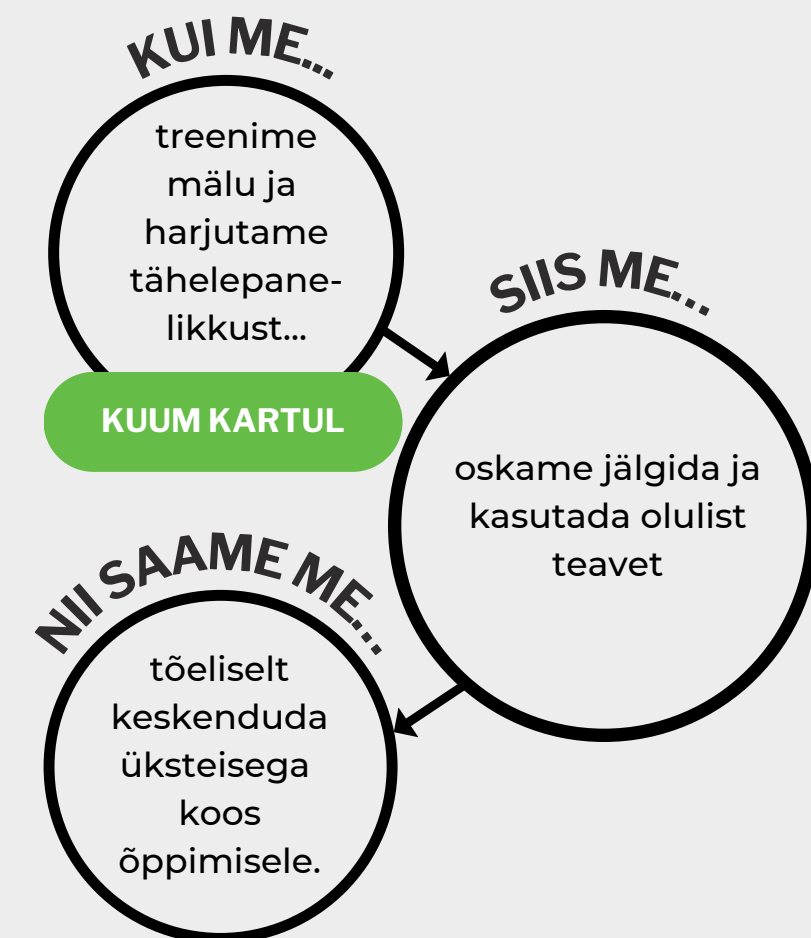 KUI ME...
treenime
mälu ja
harjutame
tähelepane-
likkust...
KUUM KARTUL
SIIS ME...
oskame jälgida ja
kasutada olulist
teavet
NII SAAME ME...
tõeliselt
keskenduda
üksteisega
koos
õppimisele.